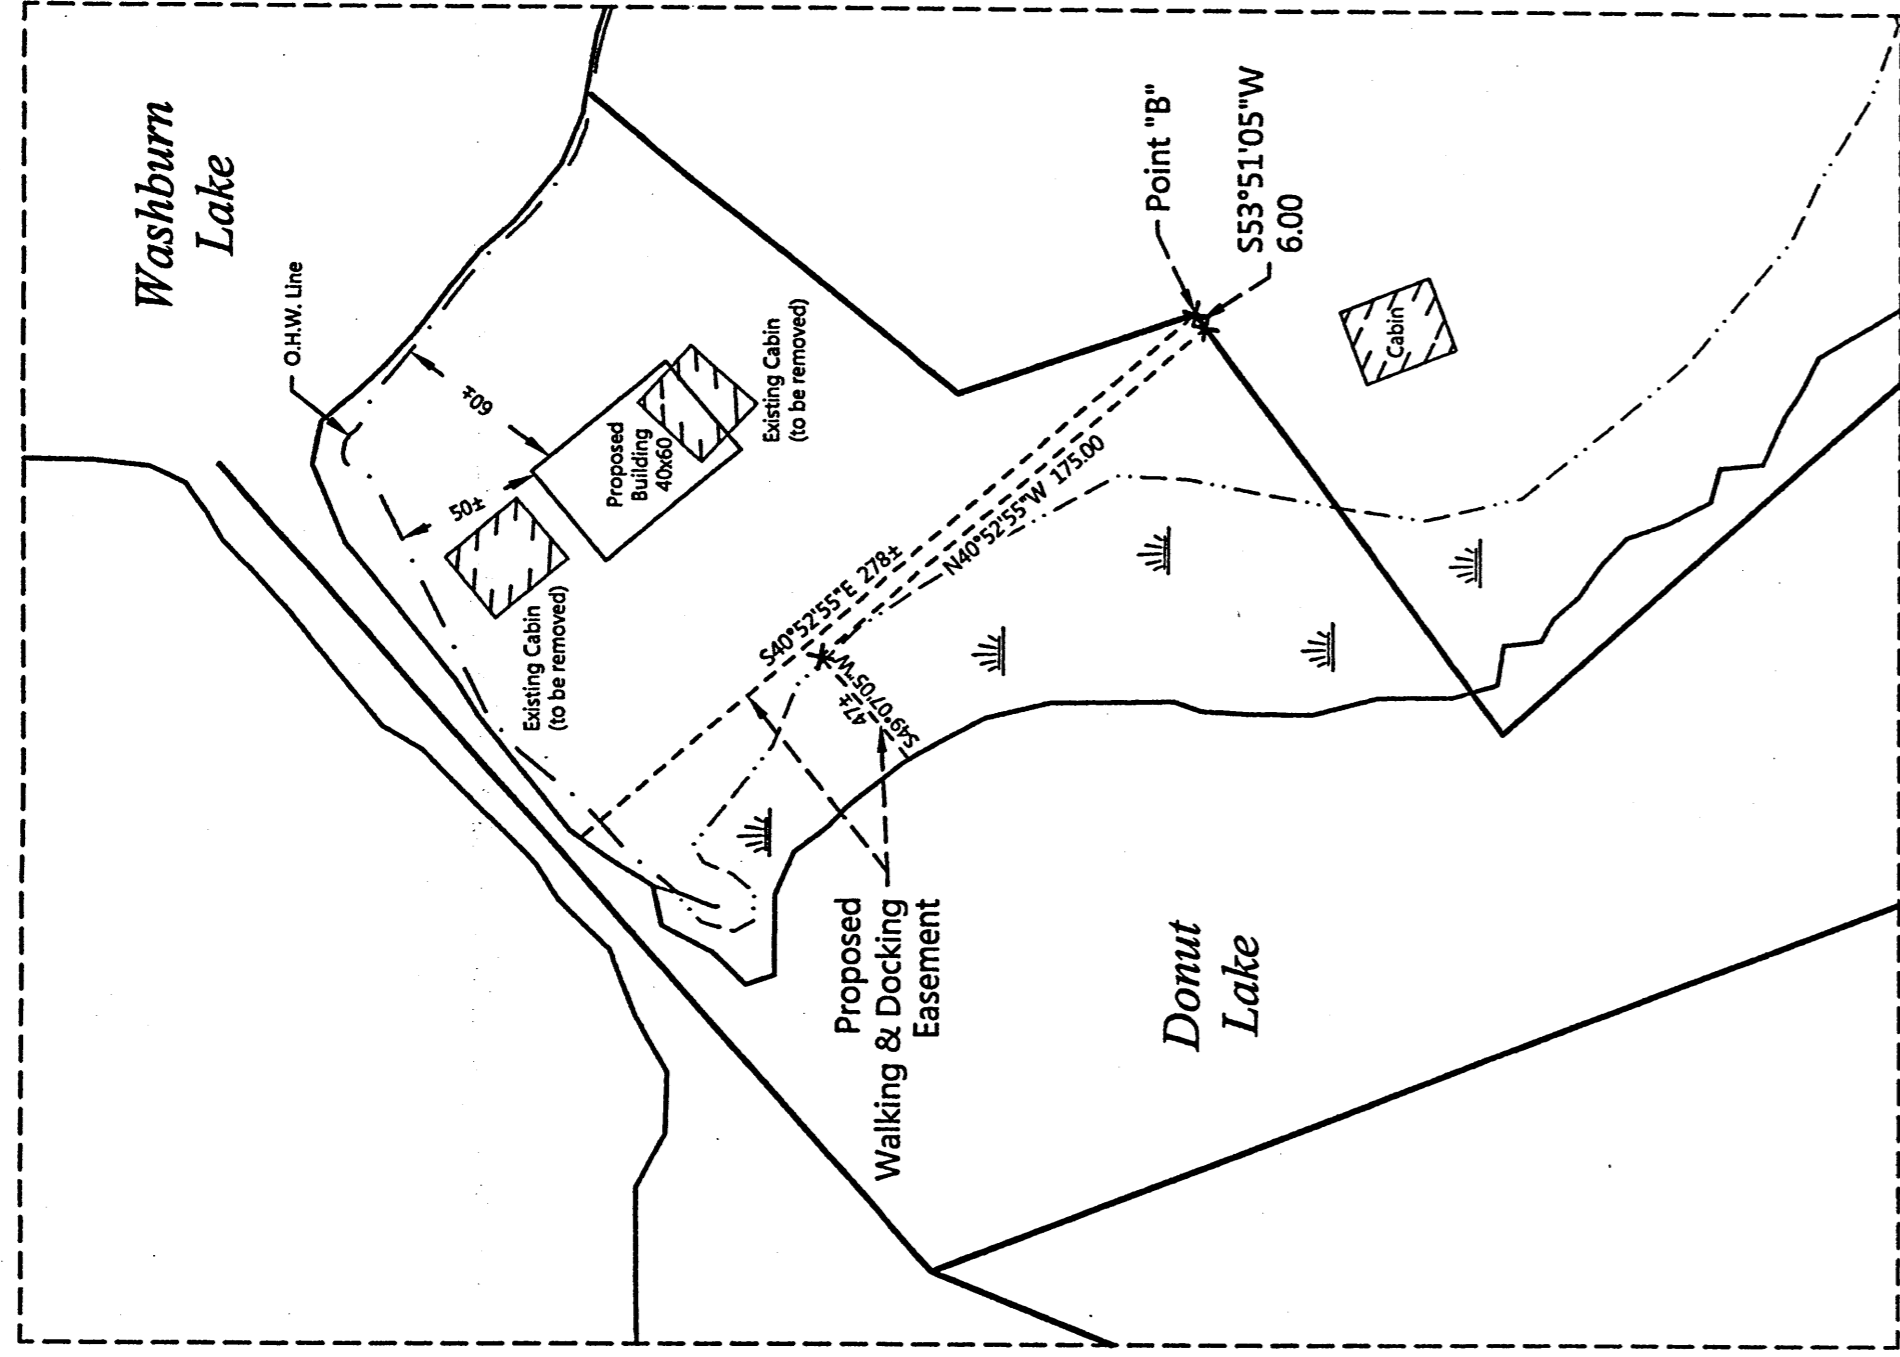 Washburn
Lake
O.H.W. Line
60±
50±
Proposed
Building
40x60
Existing Cabin
(to be removed)
Existing Cabin
(to be removed)
Point "B"
S53°51'05"W
6.00
Cabin
S40°52'55"E 278±
N40°52'55"W 175.00
S49°07'05"W
47±
Proposed
Walking & Docking
Easement
Donut
Lake